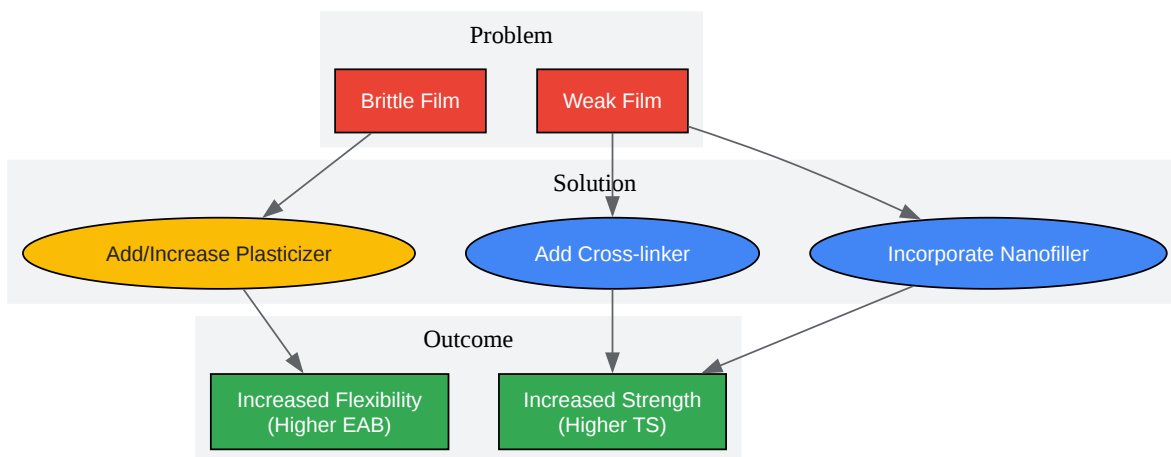 Problem
Brittle Film
Weak Film
Solution
Add/Increase Plasticizer
Add Cross-linker
Incorporate Nanofiller
Outcome
Increased Flexibility
(Higher EAB)
Increased Strength
(Higher TS)